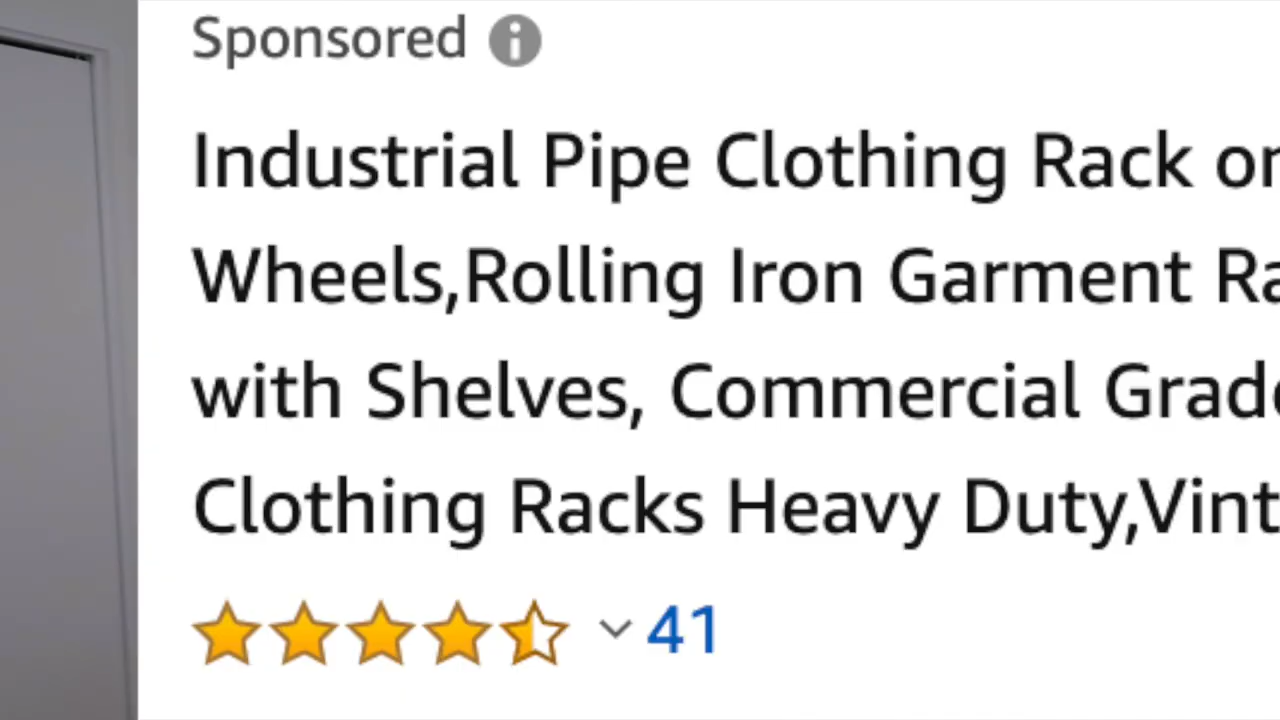 Sponsored
Industrial Pipe Clothing Rack
Wheels,Rolling Iron Garment
with Shelves, Commercial
Clothing Racks Heavy Duty,
41